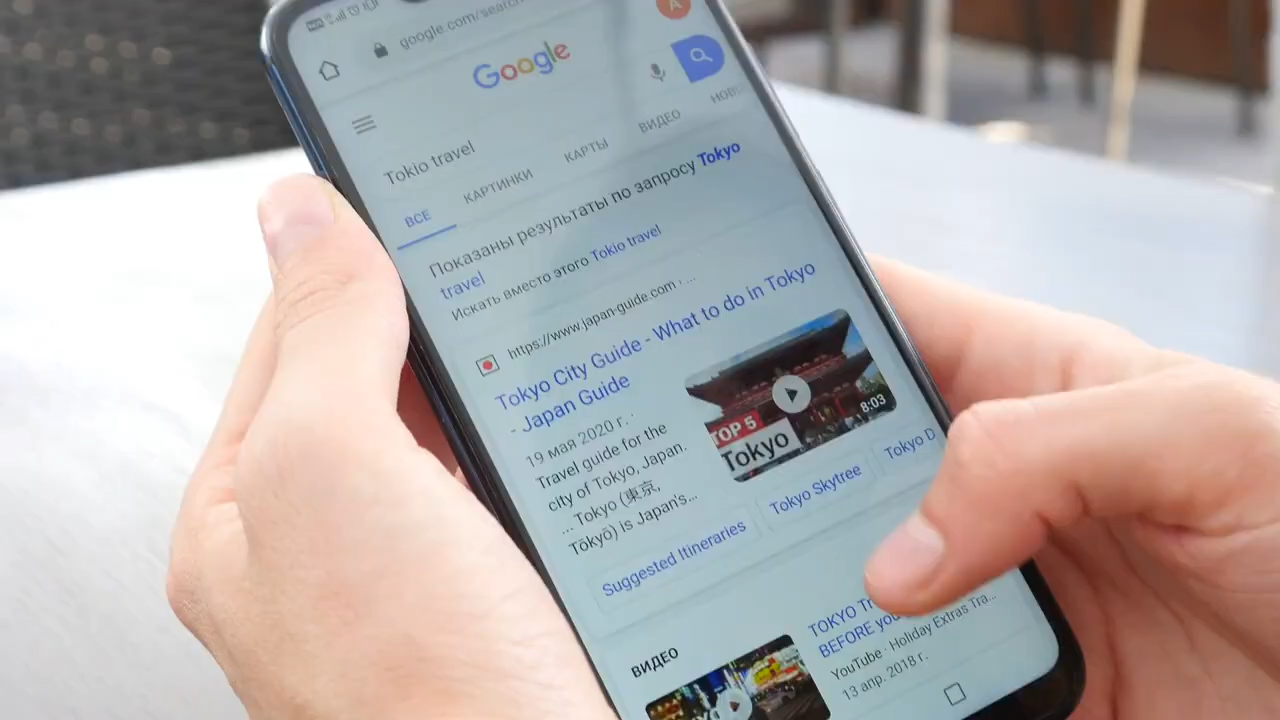 google.com/search
A
Google
Tokio travel
ВСЕ КАРТИНКИ КАРТЫ ВИДЕО
Показаны результаты по запросу Tokyo
travel
Искать вместо этого Tokio travel
https://www.japan-guide.com › ...
Tokyo City Guide - What to do in Tokyo
- Japan Guide
19 мая 2020 г. ·
Travel guide for the
city of Tokyo, Japan.
... Tokyo (東京,
Tōkyō) is Japan's...
TOP 5
Tokyo
8:03
Suggested Itineraries
Tokyo Skytree
Tokyo D
ВИДЕО
TOKYO
BEFORE
YouTube · Holiday Extras Tra...
13 апр. 2018 г.